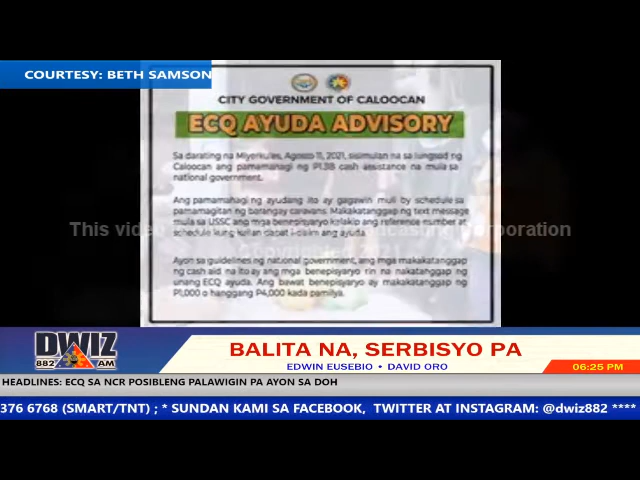 COURTESY: BETH SAMSON
CITY GOVERNMENT OF CALOOCAN
ECQ AYUDA ADVISORY
Sa darating na Miyerkules, Agosto 11, 2021, sisimulan na sa lungsod ng
Caloocan ang pamamahagi ng P1.3B cash assistance na mula sa
national government.
Ang pamamahagi ng ayudang ito ay gagawin muli by schedule sa
pamamagitan ng barangay caravans. Makakatanggap ng text message
mula sa USSC ang mga benepisyaryo kalakip ang reference number at
schedule kung kailan dapat i-claim ang ayuda.
This video orporation
Ayon sa guidelines ng national government, ang mga makakatanggap
ng cash aid na ito ay ang mga benepisyaryo rin na nakatanggap ng
unang ECQ ayuda. Ang bawat benepisyaryo ay makakatanggap ng
P1,000 o hanggang P4,000 kada pamilya.
DWIZ
882 AM
BALITA NA, SERBISYO PA
EDWIN EUSEBIO • DAVID ORO
06:25 PM
HEADLINES: ECQ SA NCR POSIBLENG PALAWIGIN PA AYON SA DOH
376 6768 (SMART/TNT) ; * SUNDAN KAMI SA FACEBOOK, TWITTER AT INSTAGRAM: @dwiz882 ****